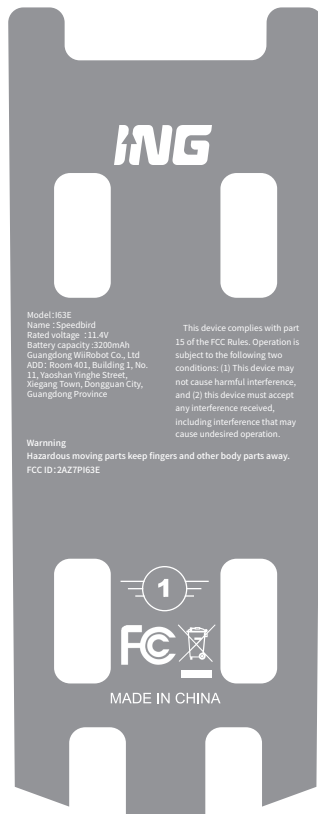 ING
Model:I63E
Name:Speedbird
Rated voltage :11.4V
Battery capacity:3200mAh
Guangdong WiiRobot Co., Ltd
ADD: Room 401, Building 1, No.
11, Yaoshan Yinghe Street,
Xiegang Town, Dongguan City,
Guangdong Province
This device complies with part
15 of the FCC Rules. Operation is
subject to the following two
conditions: (1) This device may
not cause harmful interference,
and (2) this device must accept
any interference received,
including interference that may
cause undesired operation.
Warnning
Hazardous moving parts keep fingers and other body parts away.
FCC ID:2AZ7PI63E
1
FC
MADE IN CHINA